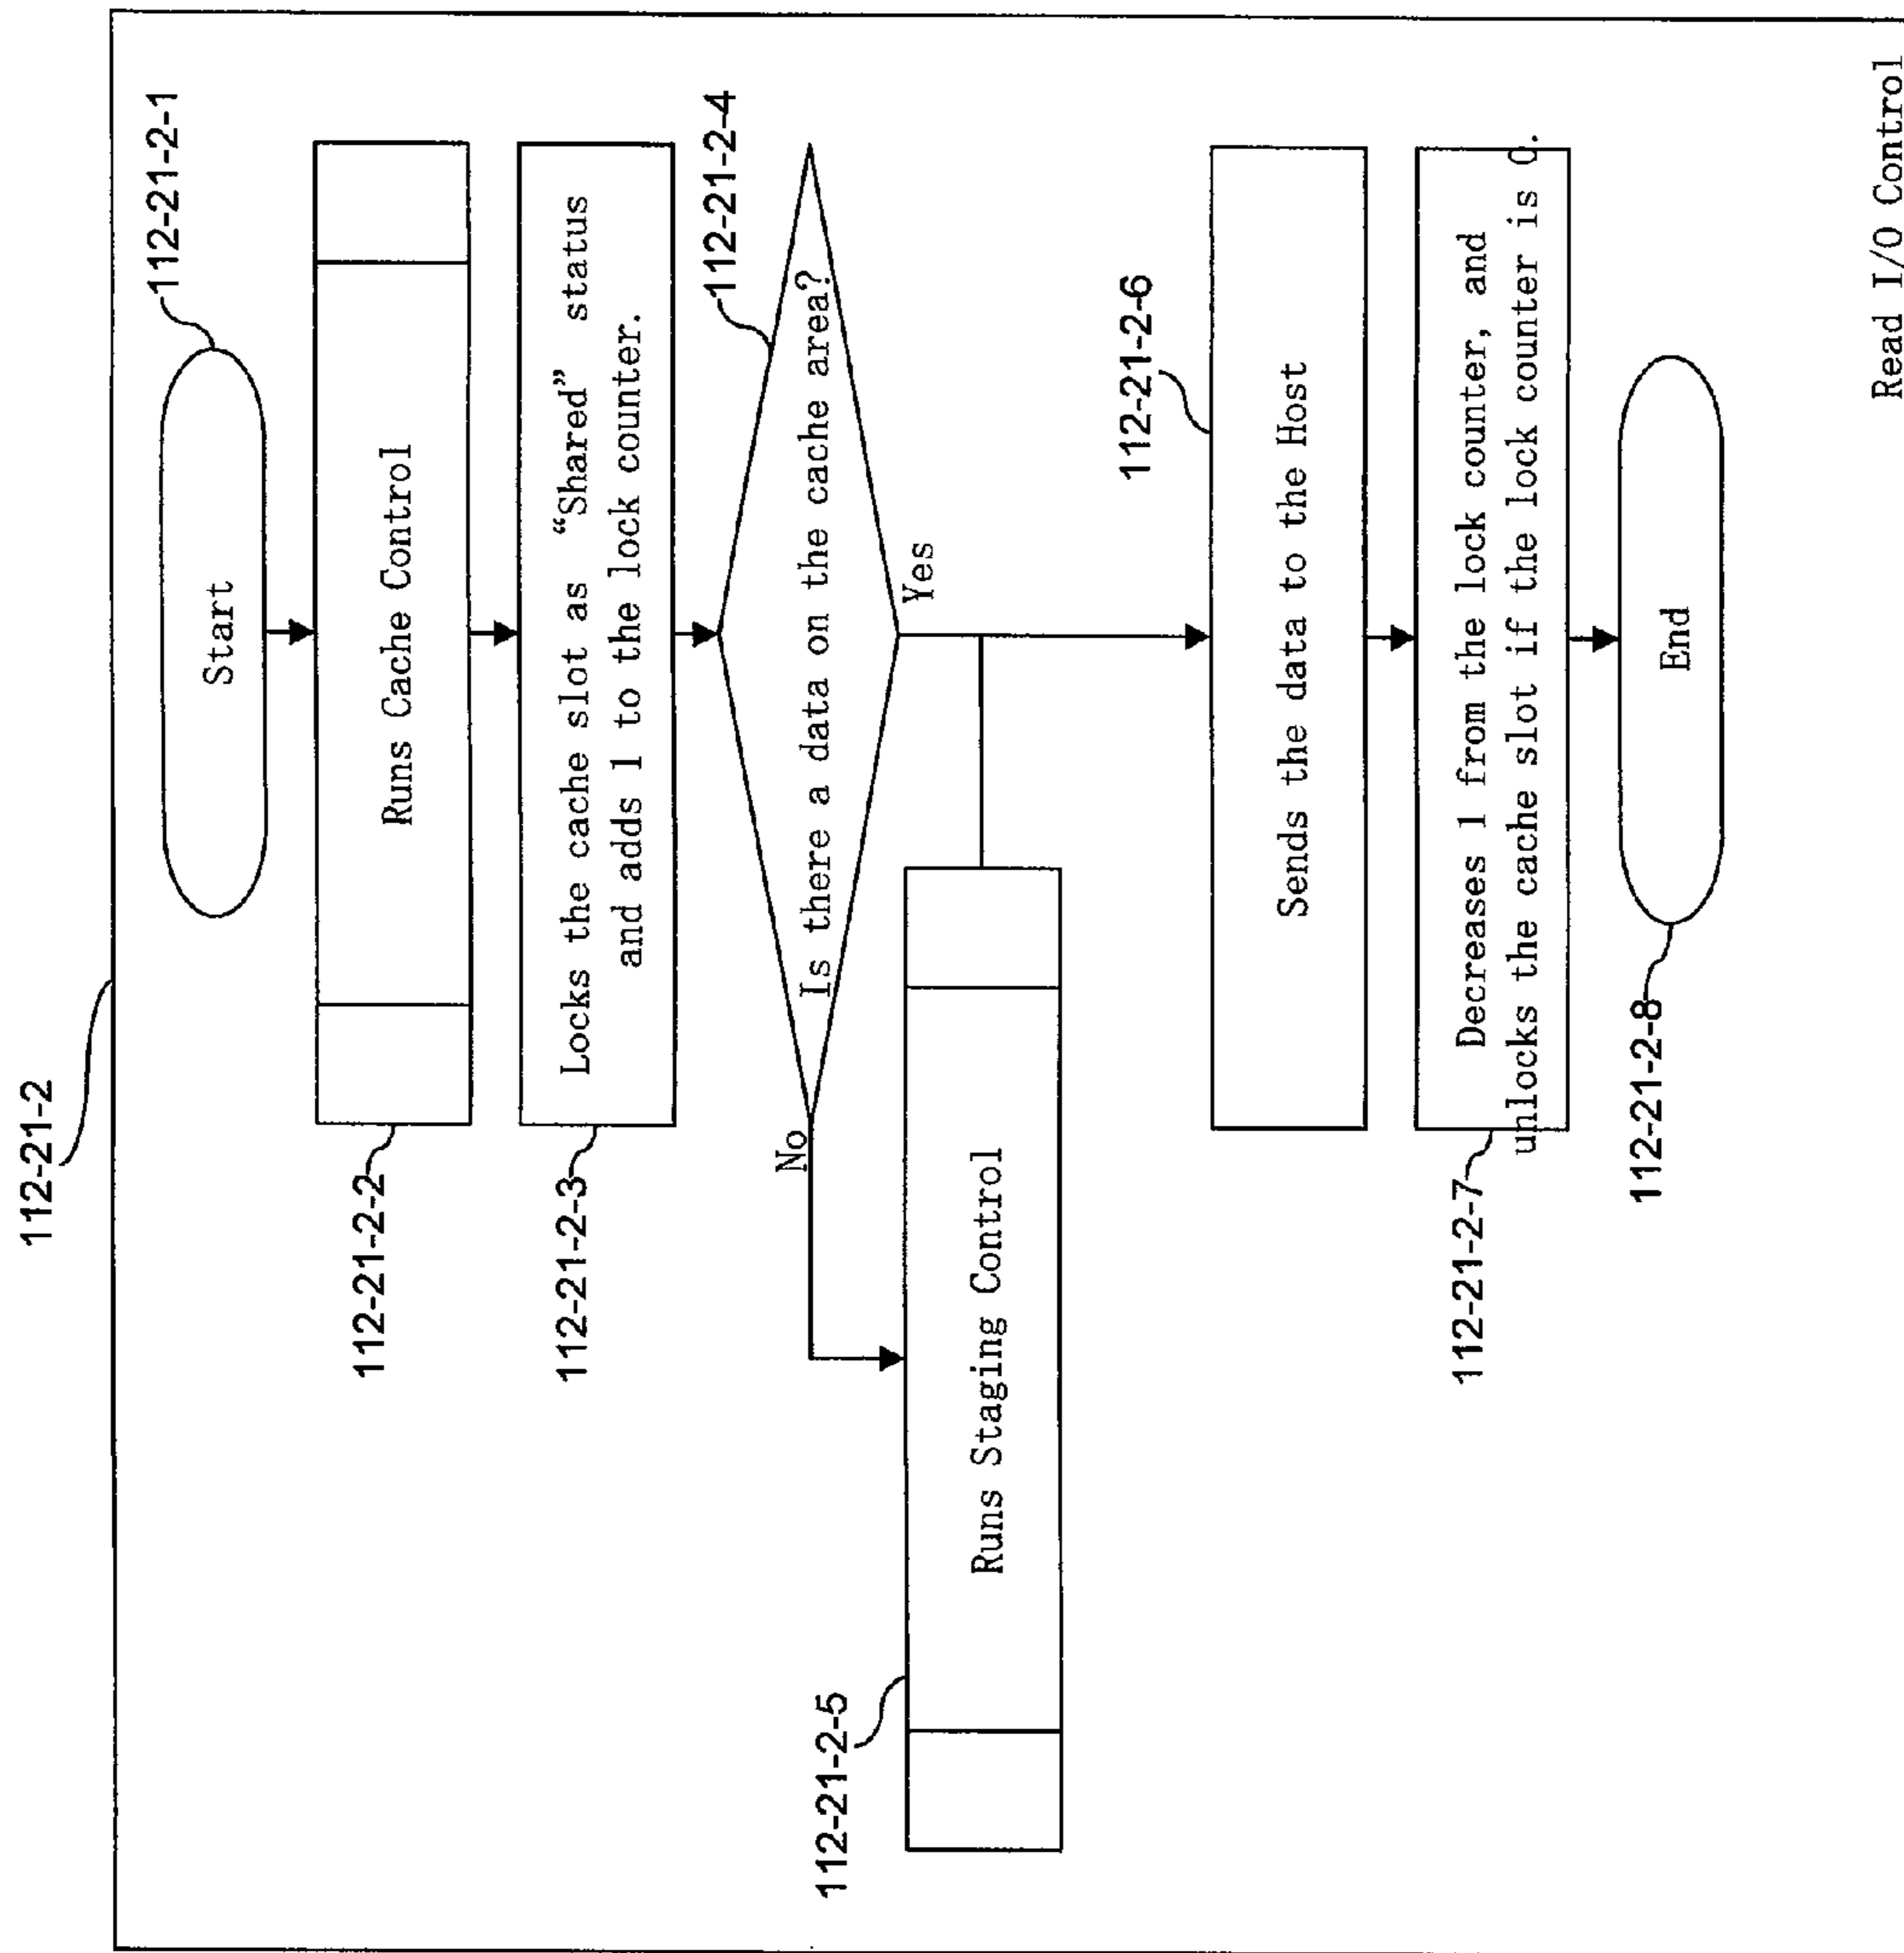 112-21-2
112-21-2-1
Start
112-21-2-2
Runs Cache Control
112-21-2-3
Locks the cache slot as “Shared” status
and adds 1 to the lock counter.
112-21-2-4
Is there a data on the cache area?
No
Yes
112-21-2-5
Runs Staging Control
112-21-2-6
Sends the data to the Host
112-21-2-7
Decreases 1 from the lock counter, and
unlocks the cache slot if the lock counter is 0.
112-21-2-8
End
Read I/O Control